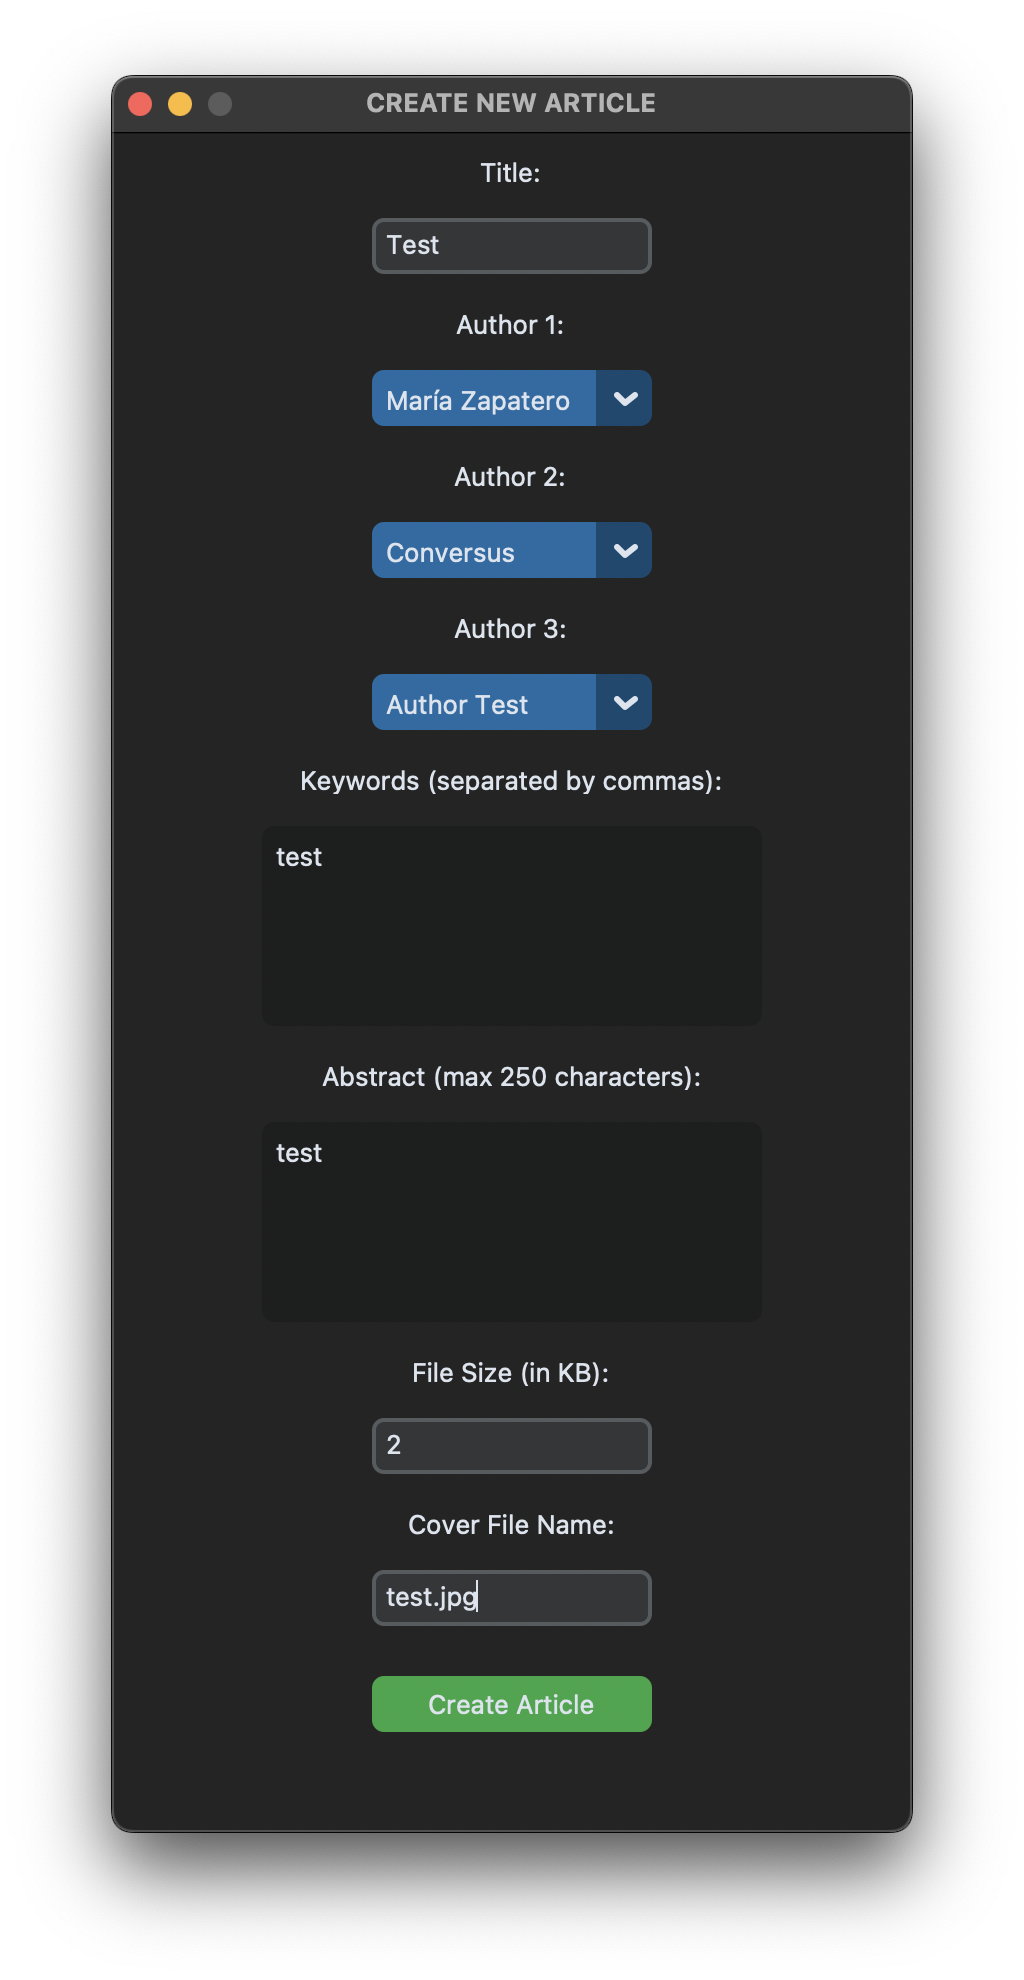 CREATE NEW ARTICLE
Title:
Test
Author 1:
María Zapatero
Author 2:
Conversus
Author 3:
Author Test
Keywords (separated by commas):
test
Abstract (max 250 characters):
test
File Size (in KB):
2
Cover File Name:
test.jpg
Create Article